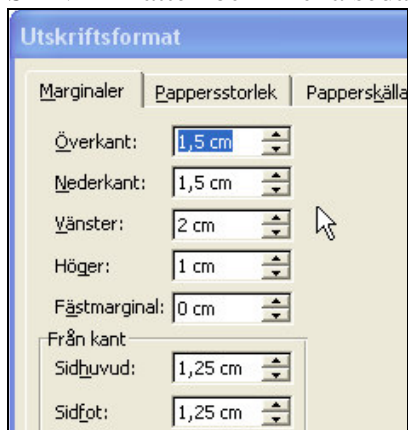 Utskriftsformat
Marginaler Pappersstorlek Papperskälla
Överkant: 1,5 cm
Nederkant: 1,5 cm
Vänster: 2 cm
Höger: 1 cm
Fästmarginal: 0 cm
Från kant
Sidhuvud: 1,25 cm
Sidfot: 1,25 cm